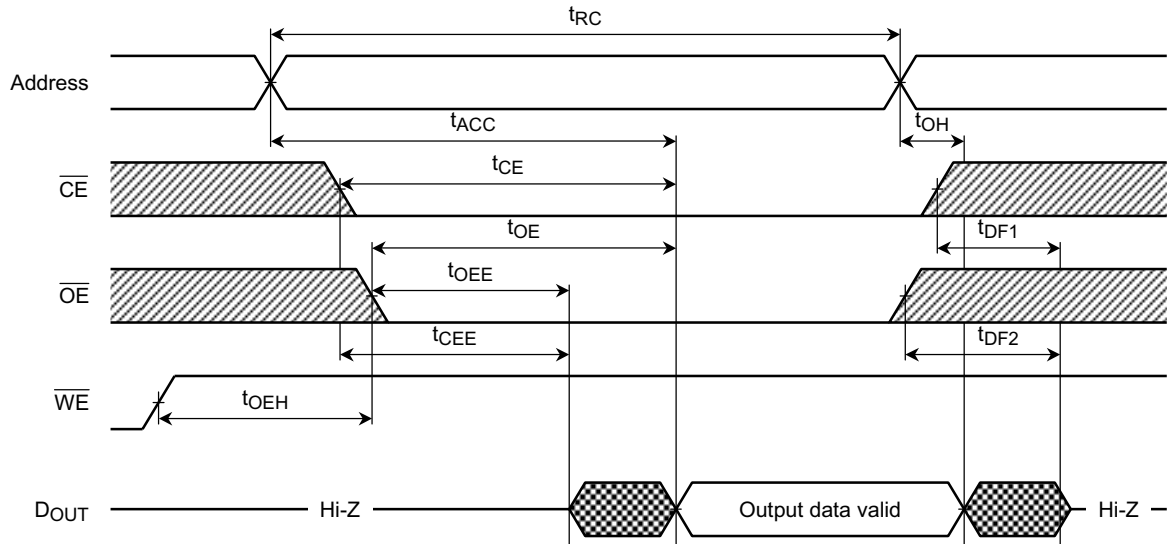 tRC
Address
tACC
tOH
CE
tCE
tOE
tDF1
OE
tOEE
tCEE
tDF2
WE
tOEH
DOUT
Hi-Z
Output data valid
Hi-Z